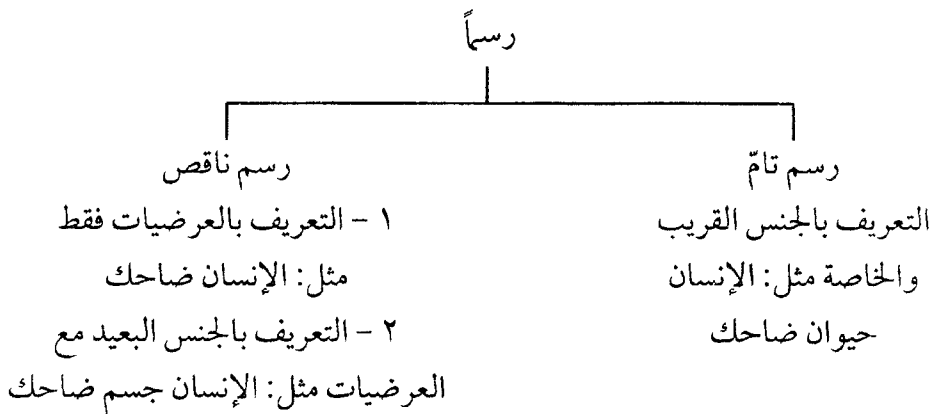 رسماً
رسم تامّ
التعريف بالجنس القريب
والخاصة مثل: الإنسان
حيوان ضاحك
رسم ناقص
١ – التعريف بالعرضيات فقط
مثل: الإنسان ضاحك
٢ – التعريف بالجنس البعيد مع
العرضيات مثل: الإنسان جسم ضاحك